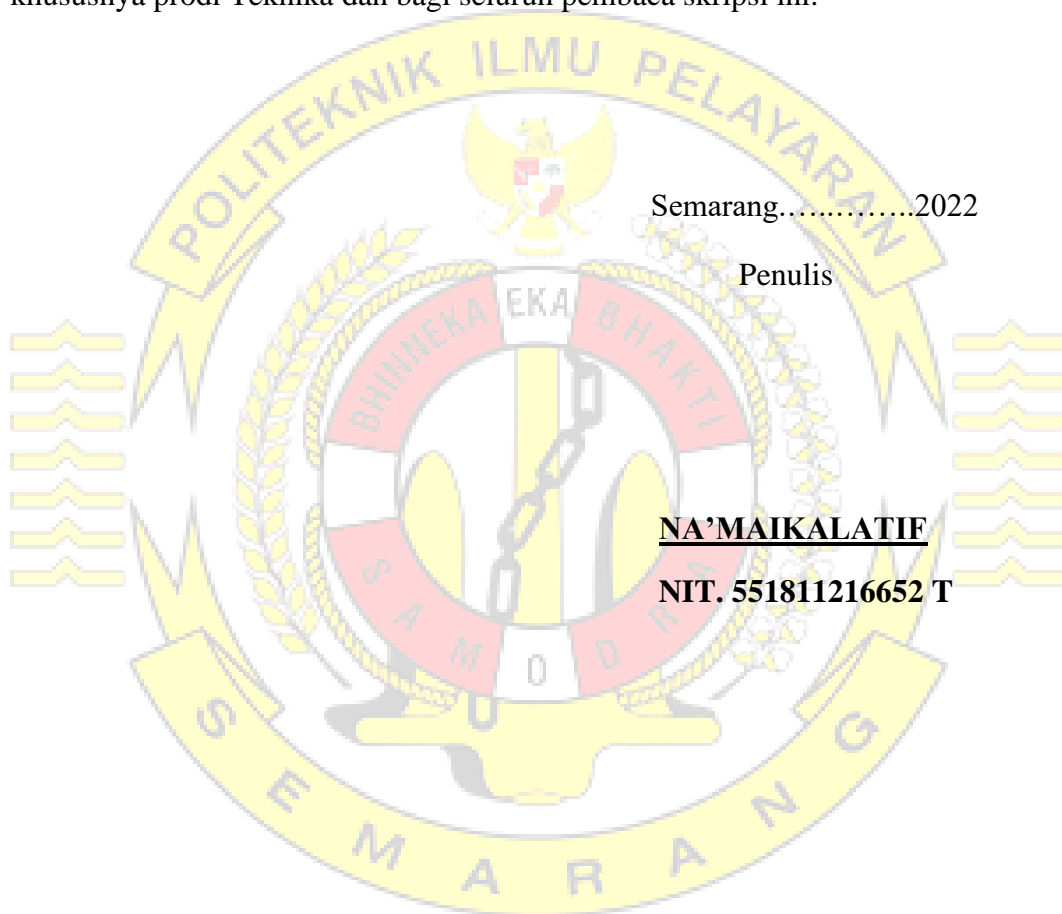 khususnya prodi Teknika dan bagi seluruh pembaca skripsi ini.
POLITEKNIK ILMU PELAYARAN
Semarang.…..……..2022
Penulis
BHINNEKA EKA BHAKTI
NA’MAIKALATIF
NIT. 551811216652 T
SAMODRA
SEMARANG